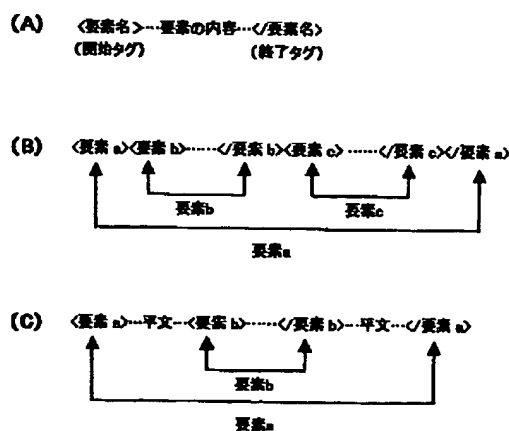 (A) <要素名>…要素の内容…</要素名>
(開始タグ) (終了タグ)
(B) <要素 a><要素 b>……</要素 b><要素 c>……</要素 c></要素 a>
要素b 要素c
要素a
(C) <要素 a>…平文…<要素 b>……</要素 b>…平文…</要素 a>
要素b
要素a